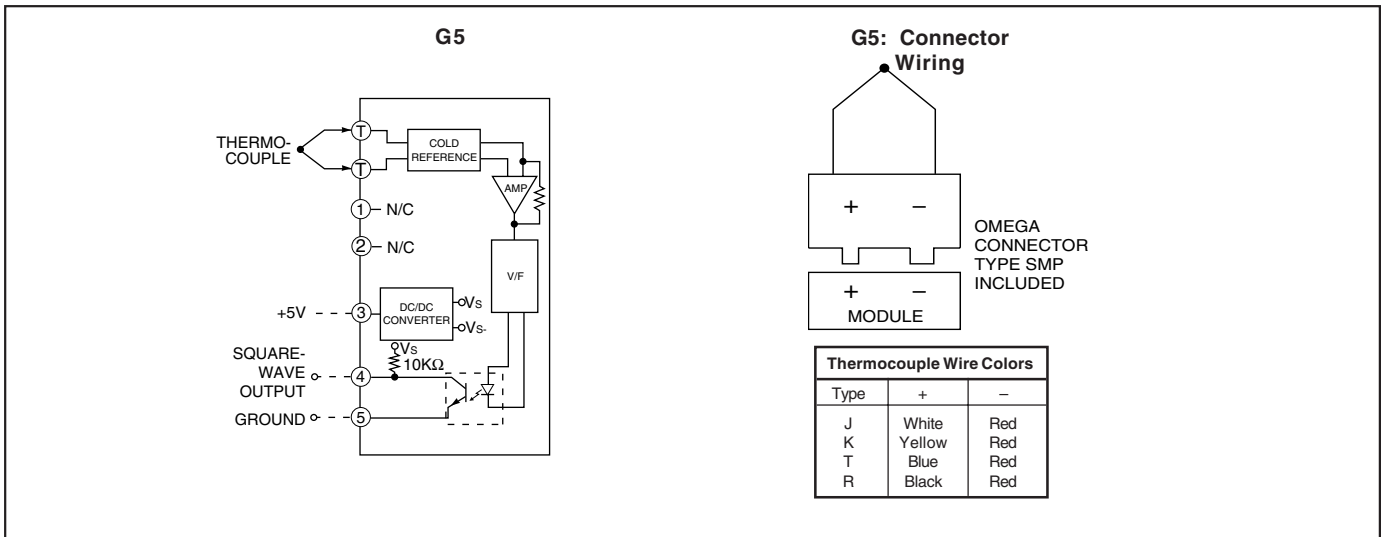 G5
THERMO-
COUPLE
T
T
COLD
REFERENCE
AMP
1 N/C
2 N/C
V/F
+5V
3
DC/DC
CONVERTER
Vs
Vs-
Vs
10KΩ
SQUARE-
WAVE
OUTPUT
4
GROUND
5
G5: Connector
Wiring
+ −
OMEGA
CONNECTOR
TYPE SMP
INCLUDED
+ −
MODULE
Thermocouple Wire Colors
Type + −
J White Red
K Yellow Red
T Blue Red
R Black Red